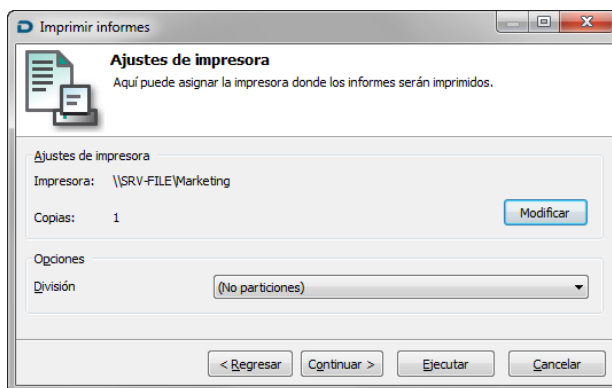 Imprimir informes
Ajustes de impresora
Aquí puede asignar la impresora donde los informes serán imprimidos.
Ajustes de impresora
Impresora: \\SRV-FILE\Marketing
Copias: 1
Modificar
Opciones
División (No particiones)
< Regresar Continuar > Ejecutar Cancelar